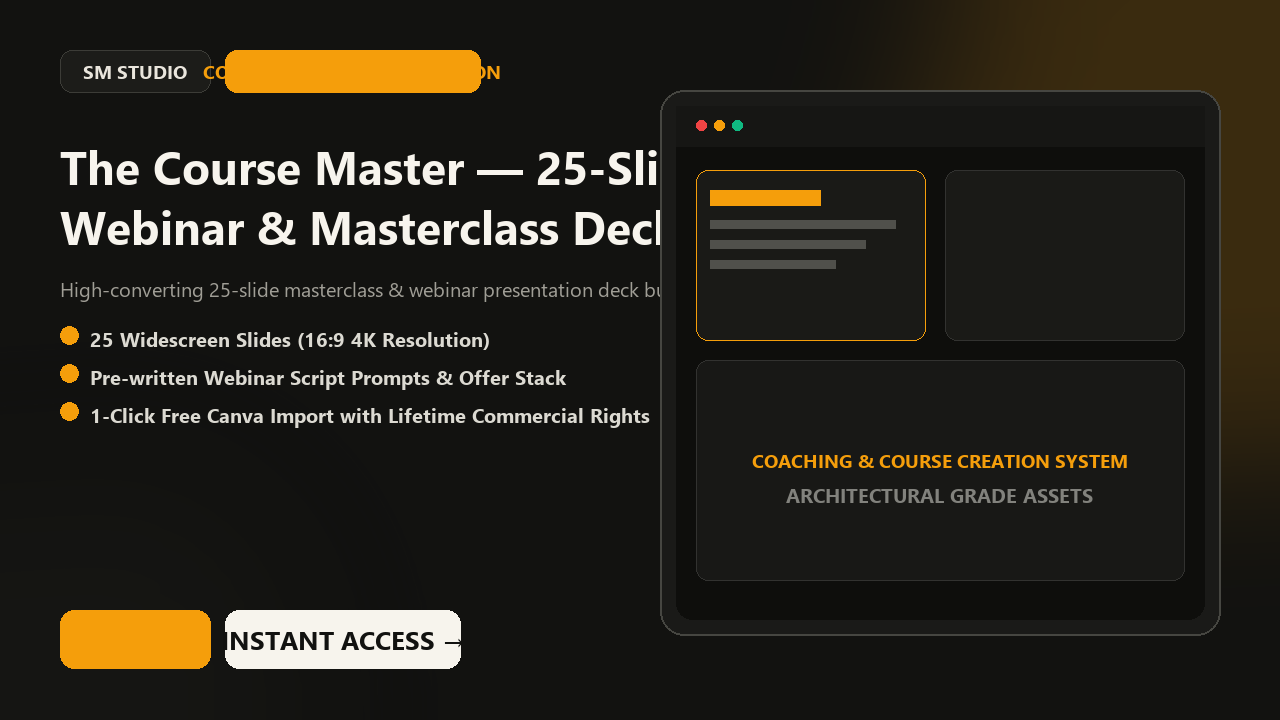 SM STUDIO
The Course Master — 25-Sli
Webinar & Masterclass Deck
High-converting 25-slide masterclass & webinar presentation deck bu
25 Widescreen Slides (16:9 4K Resolution)
Pre-written Webinar Script Prompts & Offer Stack
1-Click Free Canva Import with Lifetime Commercial Rights
COACHING & COURSE CREATION SYSTEM
ARCHITECTURAL GRADE ASSETS
INSTANT ACCESS →